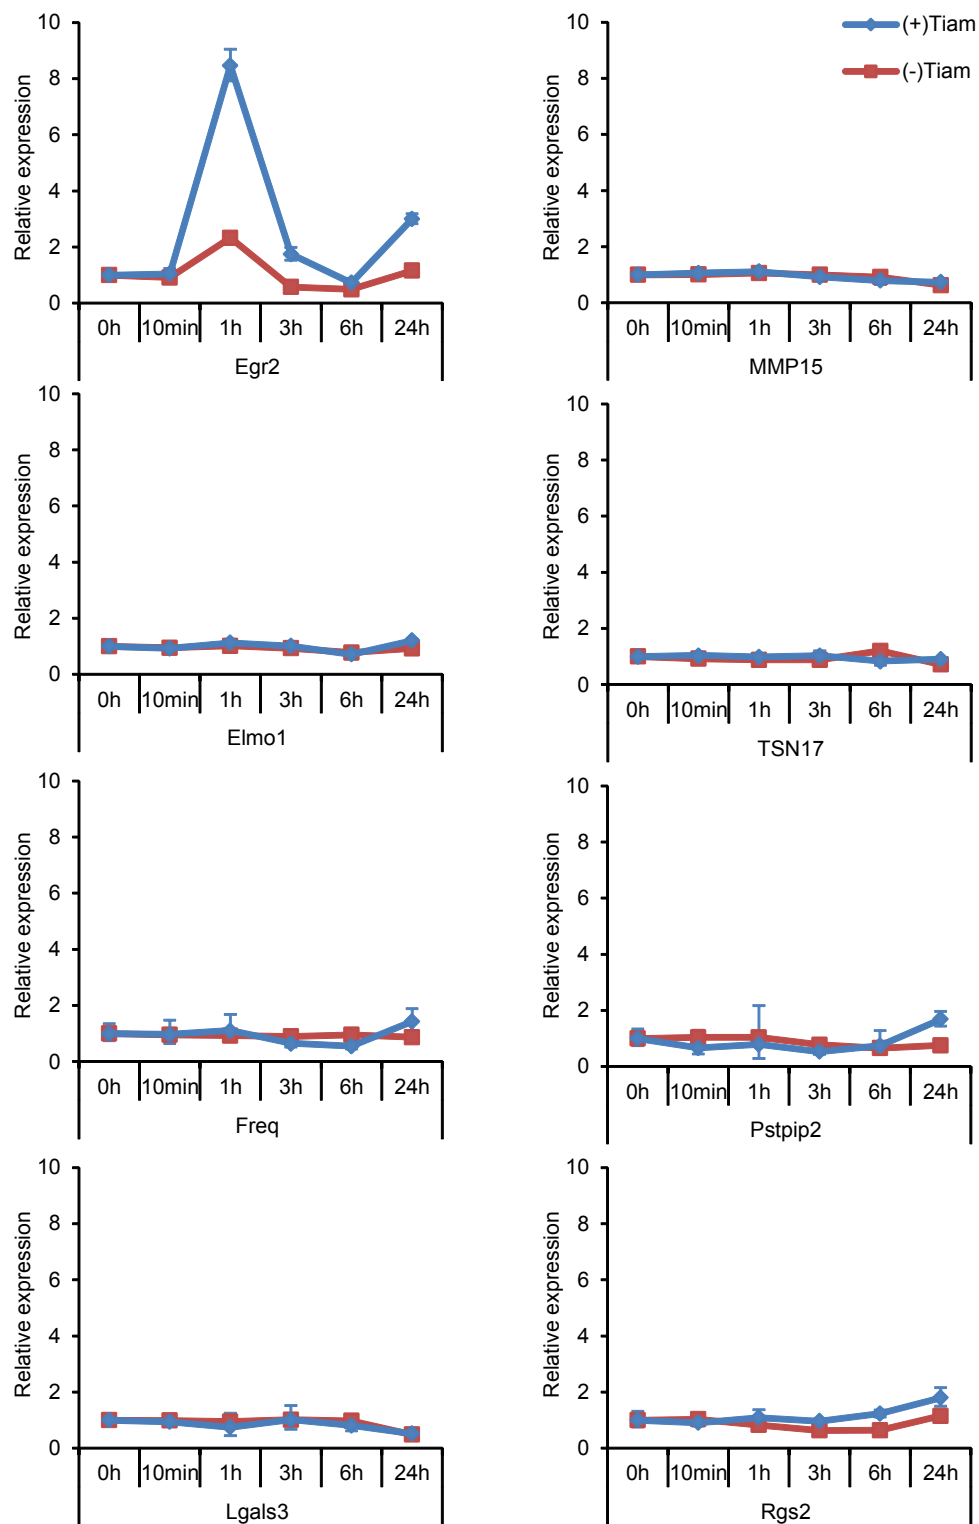 (+)Tiam
(-)Tiam
Relative expression
10
8
6
4
2
0
0h 10min 1h 3h 6h 24h
Egr2
Relative expression
10
8
6
4
2
0
0h 10min 1h 3h 6h 24h
MMP15
Relative expression
10
8
6
4
2
0
0h 10min 1h 3h 6h 24h
Elmo1
Relative expression
10
8
6
4
2
0
0h 10min 1h 3h 6h 24h
TSN17
Relative expression
10
8
6
4
2
0
0h 10min 1h 3h 6h 24h
Freq
Relative expression
10
8
6
4
2
0
0h 10min 1h 3h 6h 24h
Pstpip2
Relative expression
10
8
6
4
2
0
0h 10min 1h 3h 6h 24h
Lgals3
Relative expression
10
8
6
4
2
0
0h 10min 1h 3h 6h 24h
Rgs2